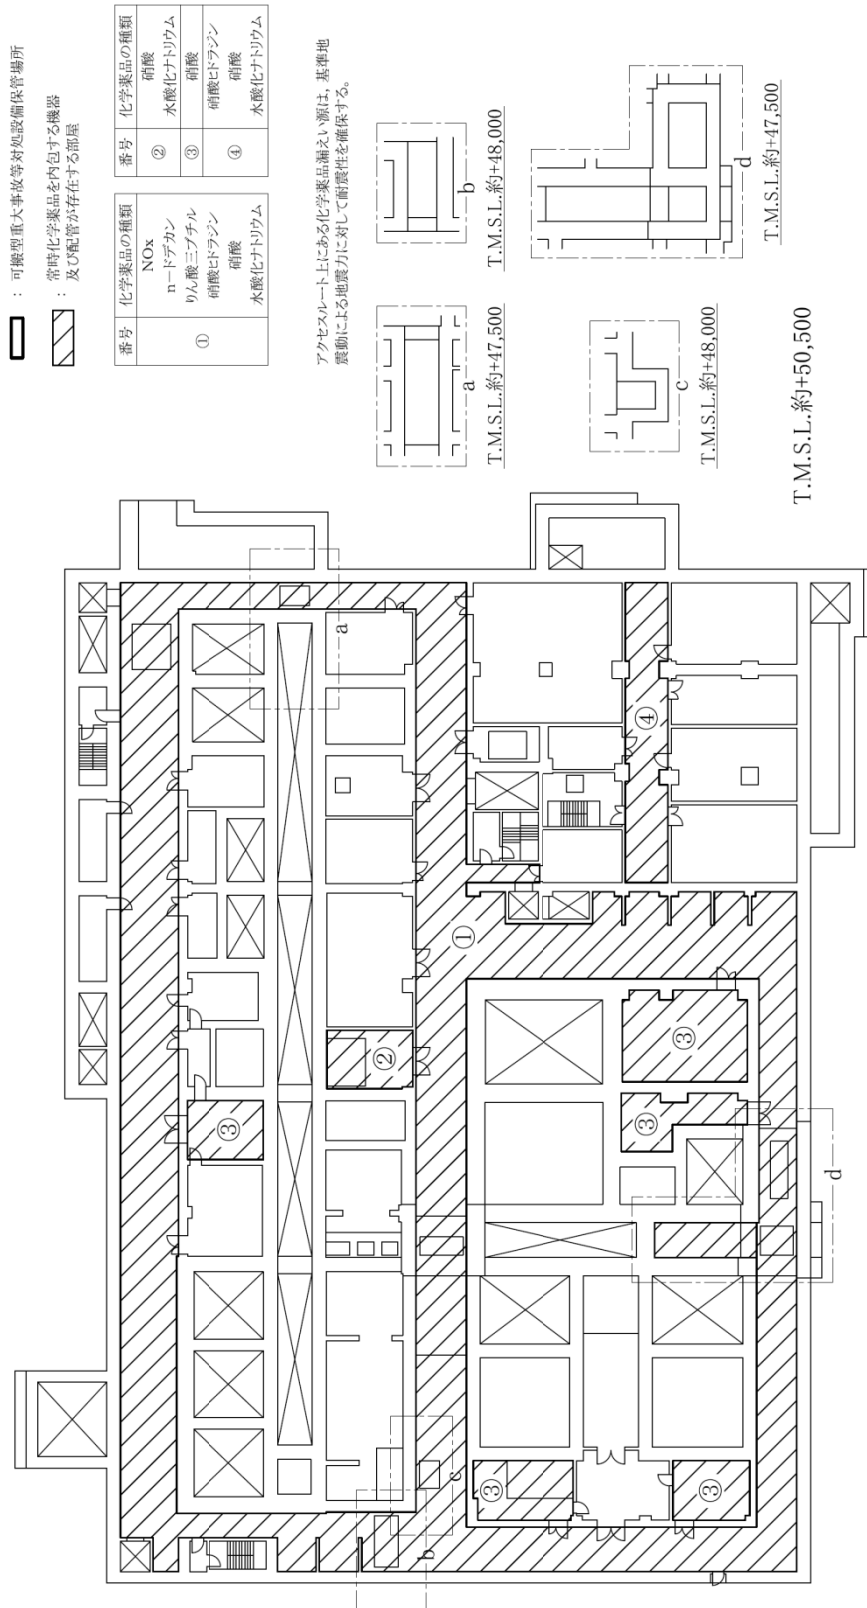 : 可搬型重大事故等対処設備保管場所
: 常時化学薬品を内包する機器
及び配管が存在する部屋
番号 化学薬品の種類
① NOx
n-ドデカン
りん酸三ブチル
硝酸ヒドラジン
硝酸
水酸化ナトリウム
番号 化学薬品の種類
② 硝酸
水酸化ナトリウム
③ 硝酸
④ 硝酸ヒドラジン
硝酸
水酸化ナトリウム
アクセスルート上にある化学薬品漏えい源は，基準地
震動による地震力に対して耐震性を確保する。
a
T.M.S.L.約+47,500
b
T.M.S.L.約+48,000
c
T.M.S.L.約+48,000
d
T.M.S.L.約+47,500
T.M.S.L.約+50,500
a
④
①
②
③
③
③
③
③
b
c
d